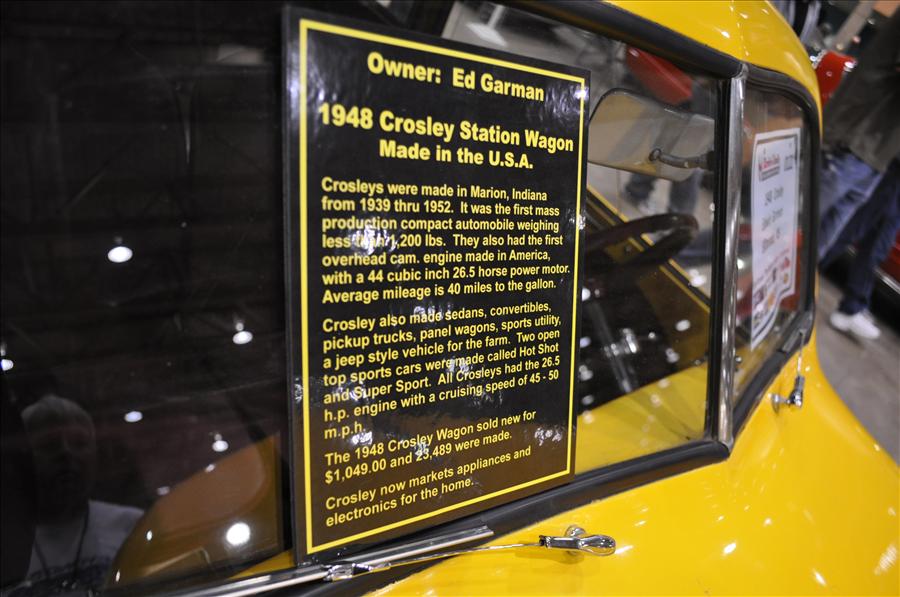 Owner: Ed Garman
1948 Crosley Station Wagon
Made in the U.S.A.
Crosleys were made in Marion, Indiana
from 1939 thru 1952. It was the first mass
production compact automobile weighing
less than 1,200 lbs. They also had the first
overhead cam. engine made in America,
with a 44 cubic inch 26.5 horse power motor.
Average mileage is 40 miles to the gallon.
Crosley also made sedans, convertibles,
pickup trucks, panel wagons, sports utility,
a jeep style vehicle for the farm. Two open
top sports cars were made called Hot Shot
and Super Sport. All Crosleys had the 26.5
h.p. engine with a cruising speed of 45 - 50
m.p.h.
The 1948 Crosley Wagon sold new for
$1,049.00 and 23,489 were made.
Crosley now markets appliances and
electronics for the home.